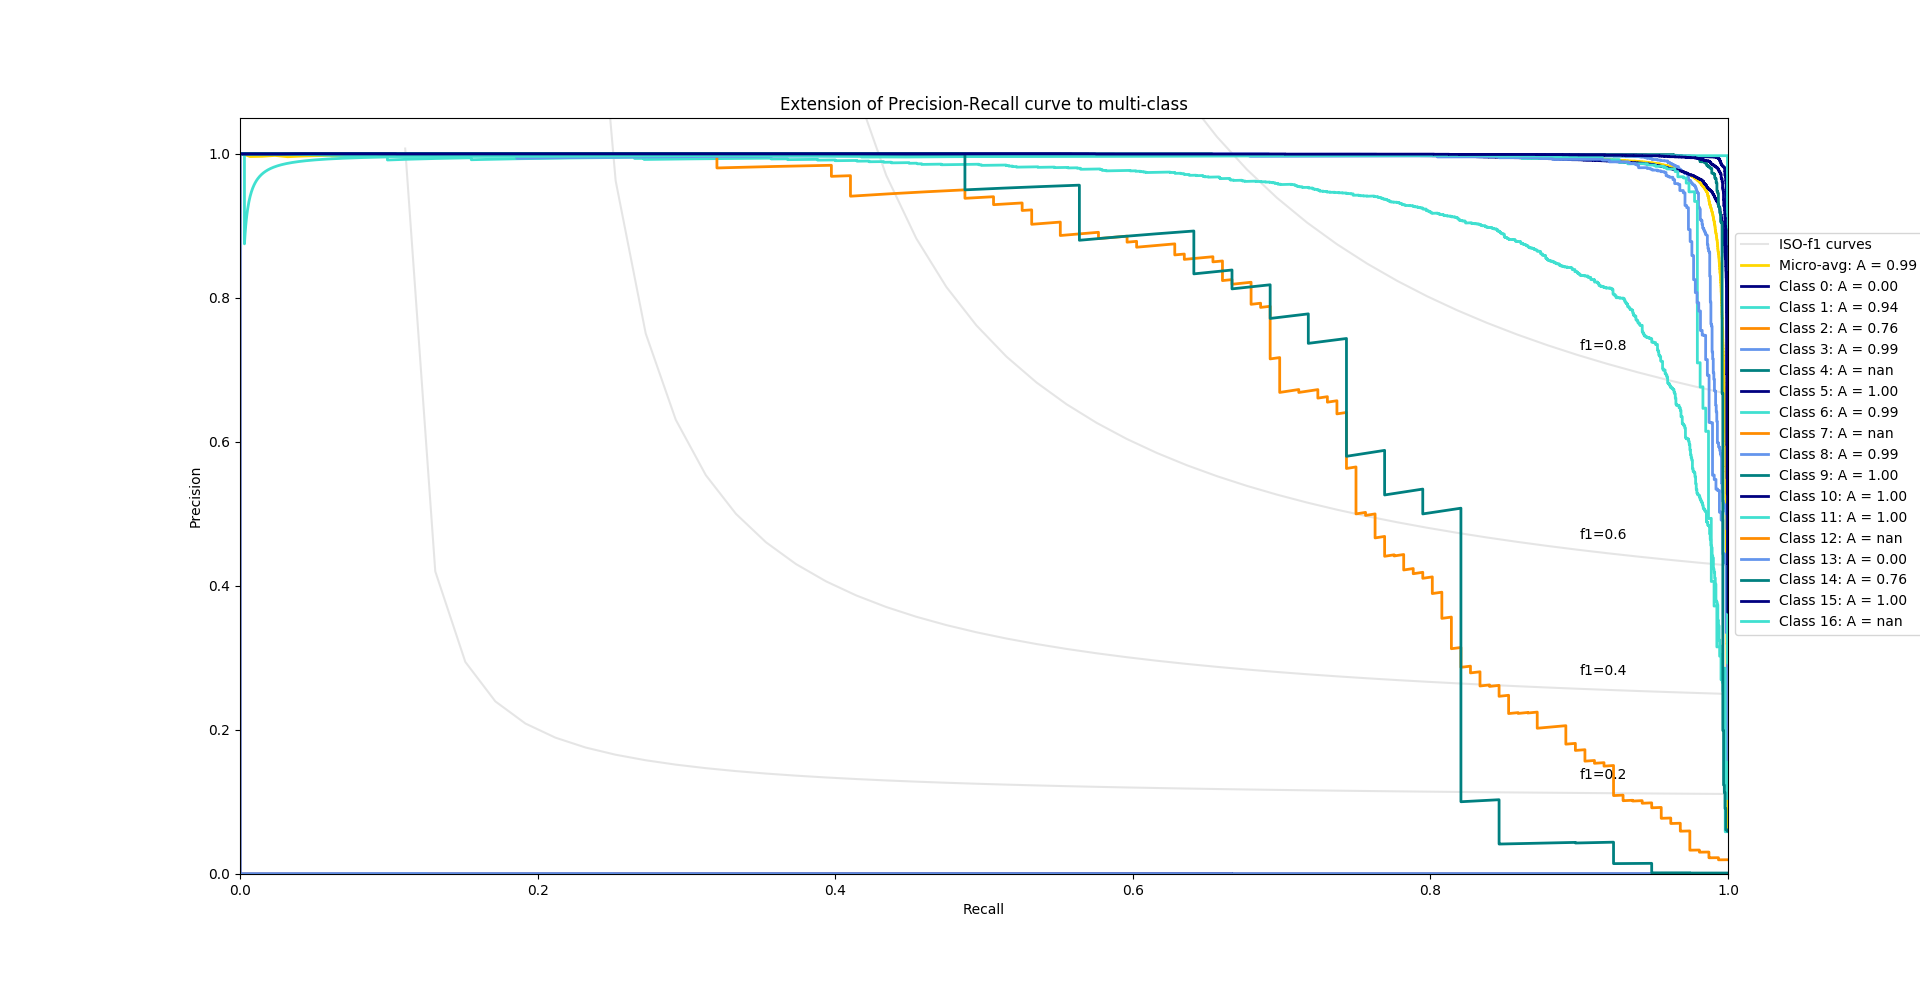 Extension of Precision-Recall curve to multi-class
1.0
0.8
0.6
0.4
0.2
0.0
Precision
0.0 0.2 0.4 0.6 0.8 1.0
Recall
f1=0.8
f1=0.6
f1=0.4
f1=0.2
ISO-f1 curves
Micro-avg: A = 0.99
Class 0: A = 0.00
Class 1: A = 0.94
Class 2: A = 0.76
Class 3: A = 0.99
Class 4: A = nan
Class 5: A = 1.00
Class 6: A = 0.99
Class 7: A = nan
Class 8: A = 0.99
Class 9: A = 1.00
Class 10: A = 1.00
Class 11: A = 1.00
Class 12: A = nan
Class 13: A = 0.00
Class 14: A = 0.76
Class 15: A = 1.00
Class 16: A = nan